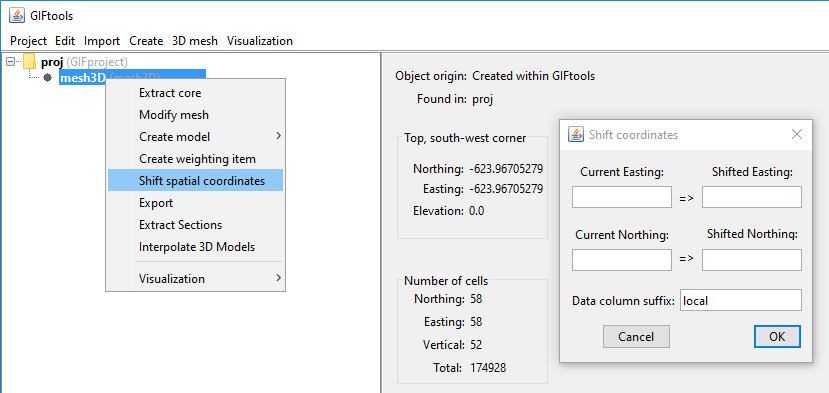 GIFtools
Project Edit Import Create 3D mesh Visualization
proj (GIFproject)
mesh3D (mesh3D)
Extract core
Modify mesh
Create model
Create weighting item
Shift spatial coordinates
Export
Extract Sections
Interpolate 3D Models
Visualization
Object origin: Created within GIFtools
Found in: proj
Top, south-west corner
Northing: -623.96705279
Easting: -623.96705279
Elevation: 0.0
Number of cells
Northing: 58
Easting: 58
Vertical: 52
Total: 174928
Shift coordinates
Current Easting: Shifted Easting:
=>
Current Northing: Shifted Northing:
=>
Data column suffix: local
Cancel OK